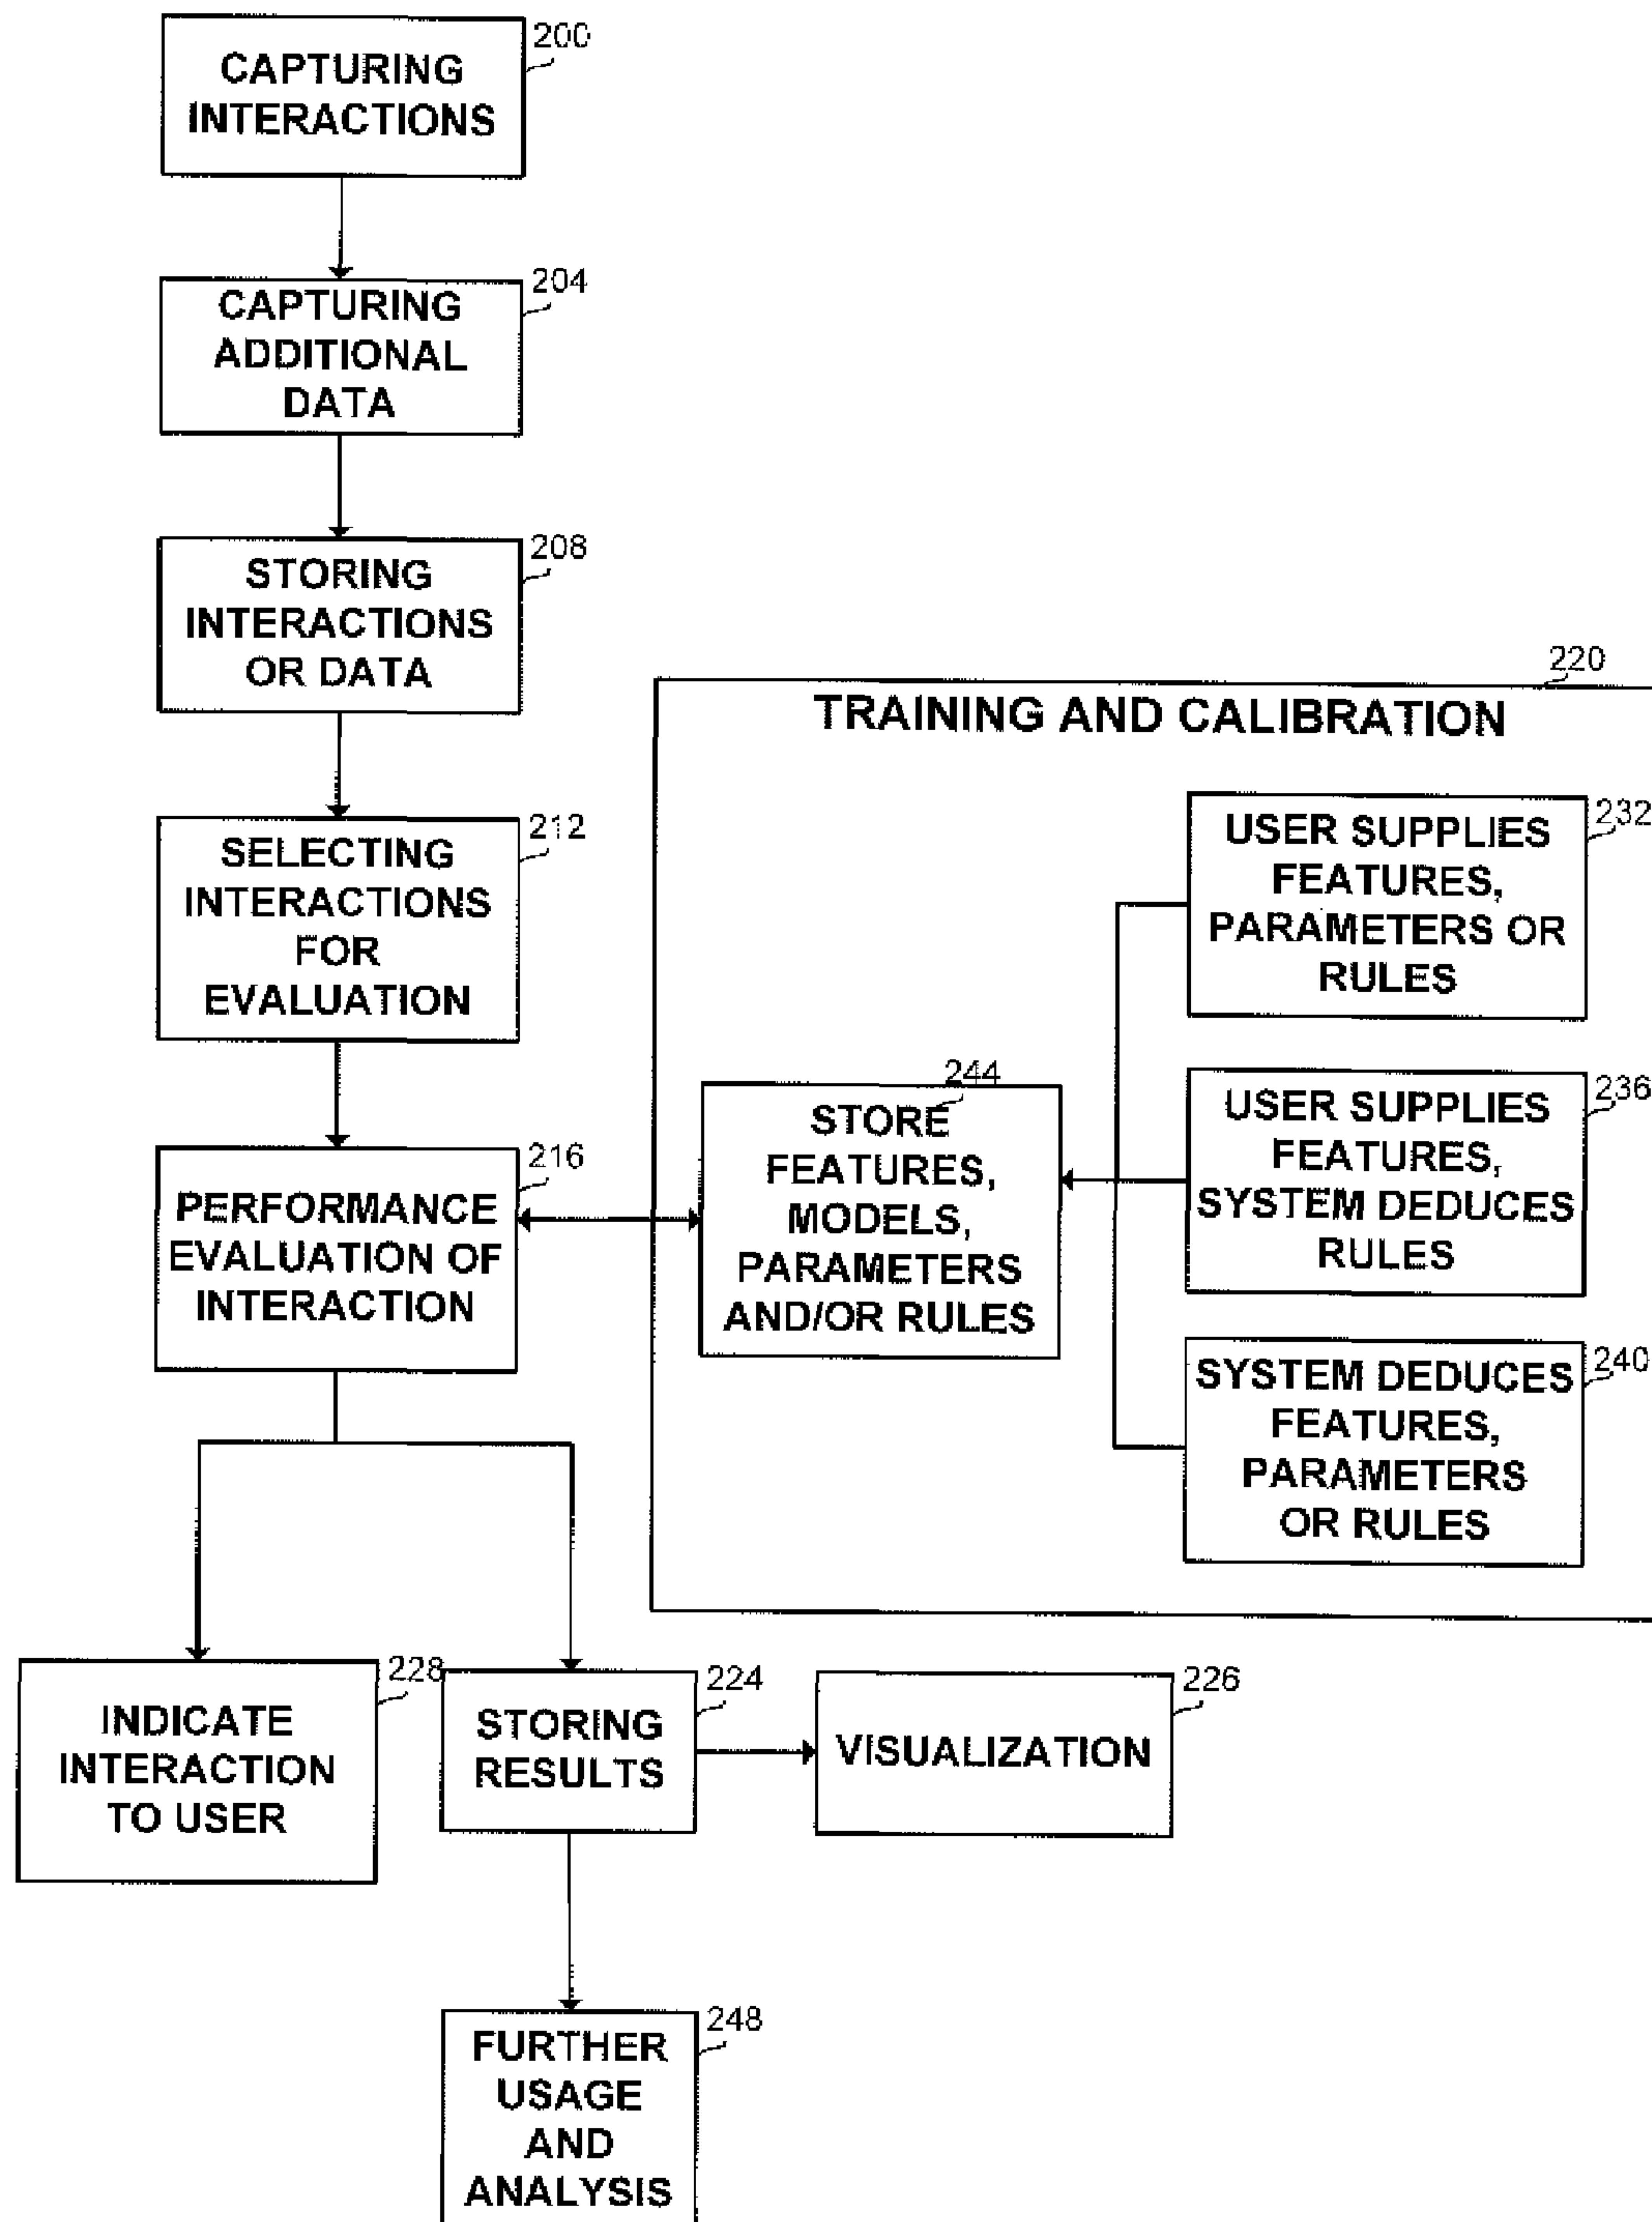 200
CAPTURING
INTERACTIONS
204
CAPTURING
ADDITIONAL
DATA
208
STORING
INTERACTIONS
OR DATA
212
SELECTING
INTERACTIONS
FOR
EVALUATION
216
PERFORMANCE
EVALUATION OF
INTERACTION
220
TRAINING AND CALIBRATION
232
USER SUPPLIES
FEATURES,
PARAMETERS OR
RULES
236
USER SUPPLIES
FEATURES,
SYSTEM DEDUCES
RULES
240
SYSTEM DEDUCES
FEATURES,
PARAMETERS
OR RULES
244
STORE
FEATURES,
MODELS,
PARAMETERS
AND/OR RULES
228
INDICATE
INTERACTION
TO USER
224
STORING
RESULTS
226
VISUALIZATION
248
FURTHER
USAGE
AND
ANALYSIS